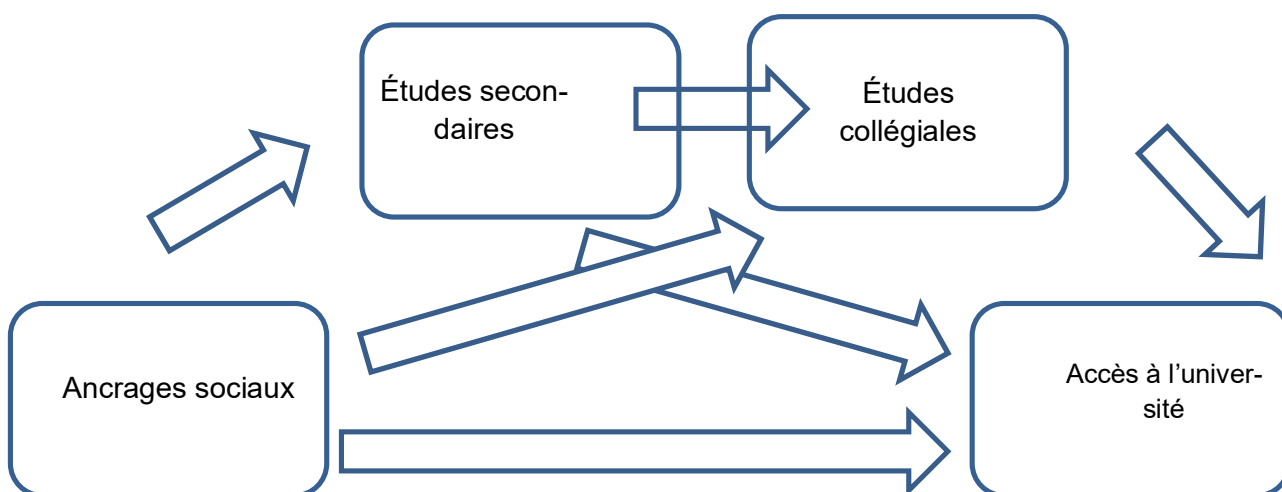 Études secon-
daires
Études
collégiales
Ancrages sociaux
Accès à l’univer-
sité